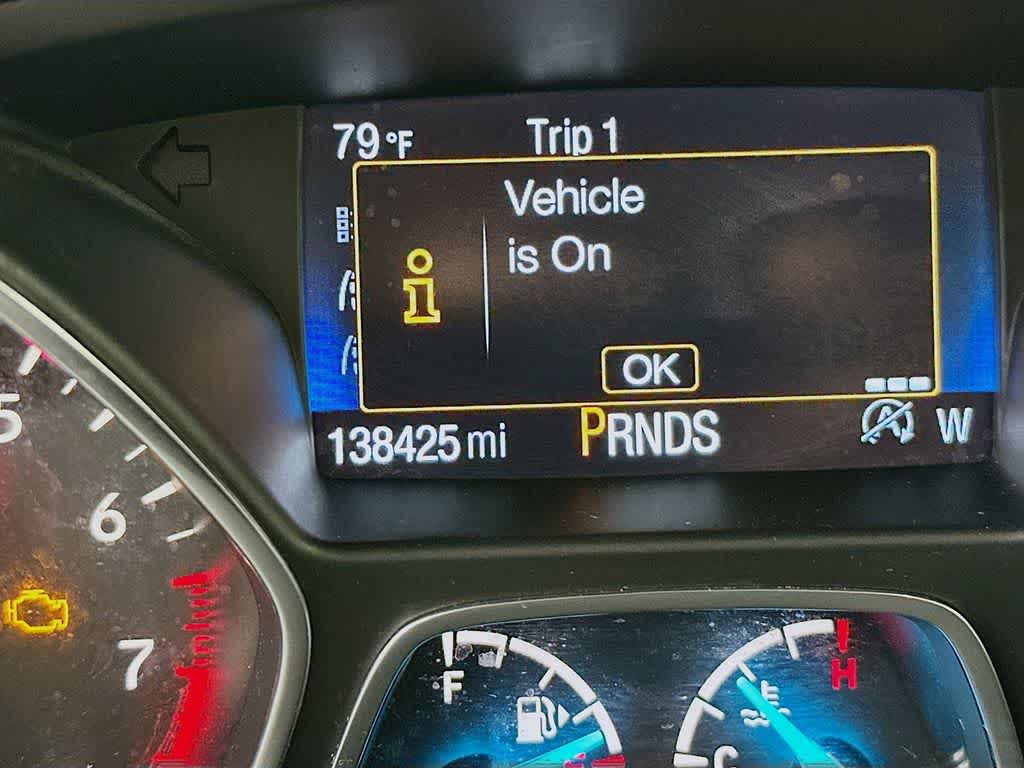 79 °F Trip 1
Vehicle
is On
OK
138425 mi PRNDS W
5
6
7
F
H
C